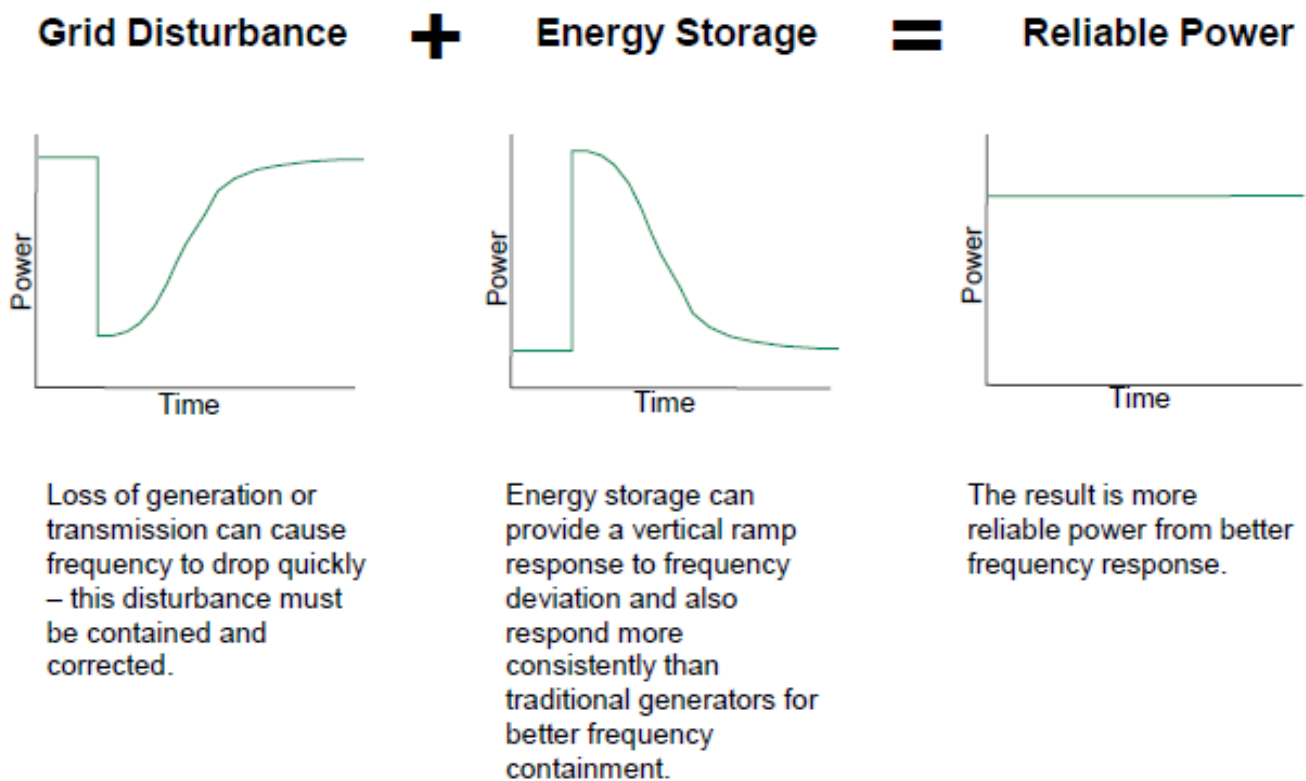 Grid Disturbance + Energy Storage = Reliable Power
Power
Time
Power
Time
Power
Time
Loss of generation or
transmission can cause
frequency to drop quickly
– this disturbance must
be contained and
corrected.
Energy storage can
provide a vertical ramp
response to frequency
deviation and also
respond more
consistently than
traditional generators for
better frequency
containment.
The result is more
reliable power from better
frequency response.